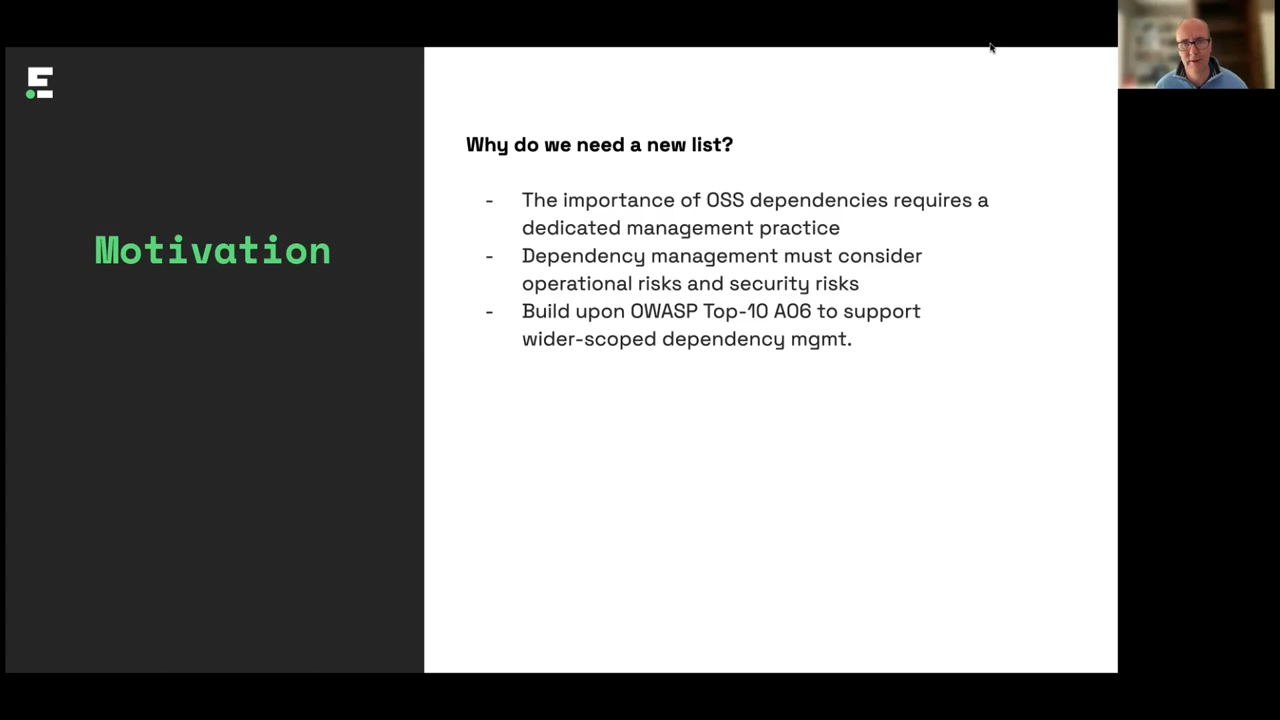 Motivation
Why do we need a new list?
- The importance of OSS dependencies requires a
dedicated management practice
- Dependency management must consider
operational risks and security risks
- Build upon OWASP Top-10 A06 to support
wider-scoped dependency mgmt.